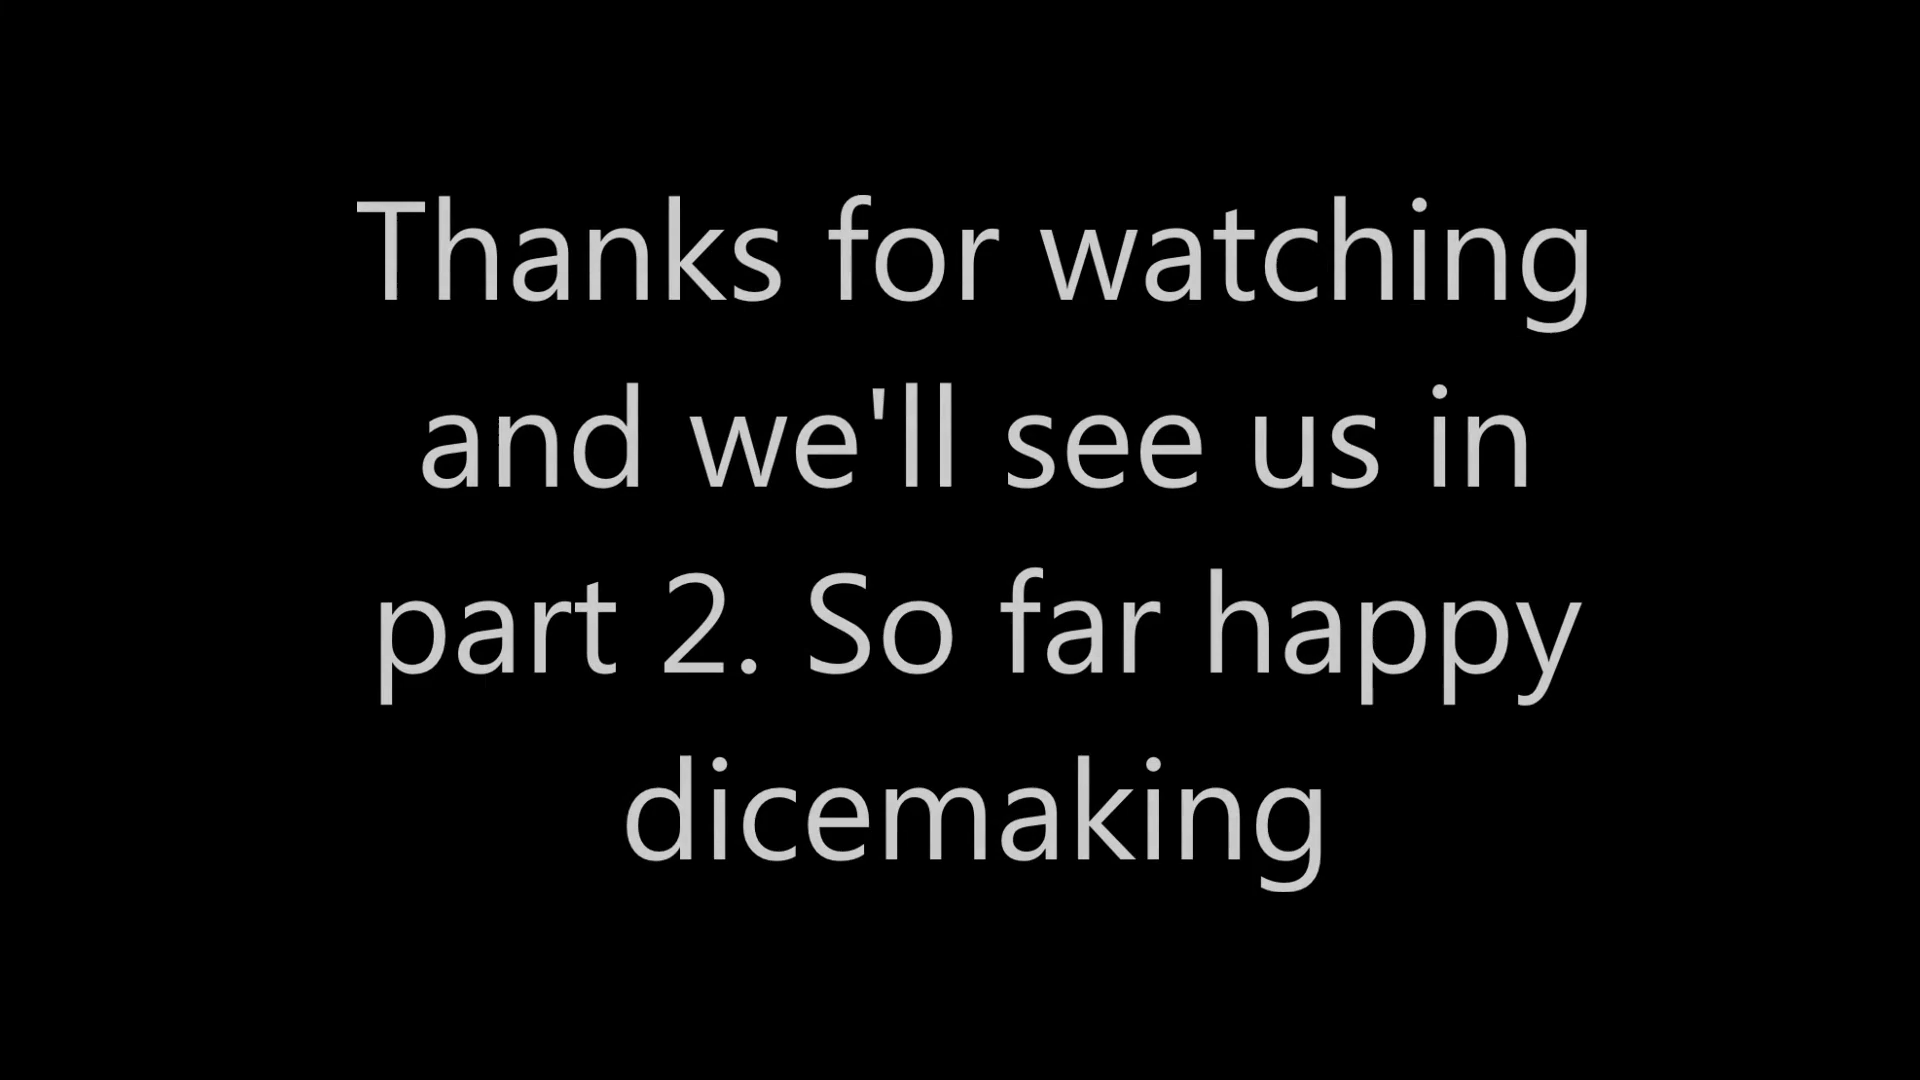 Thanks for watching
and we'll see us in
part 2. So far happy
dicemaking